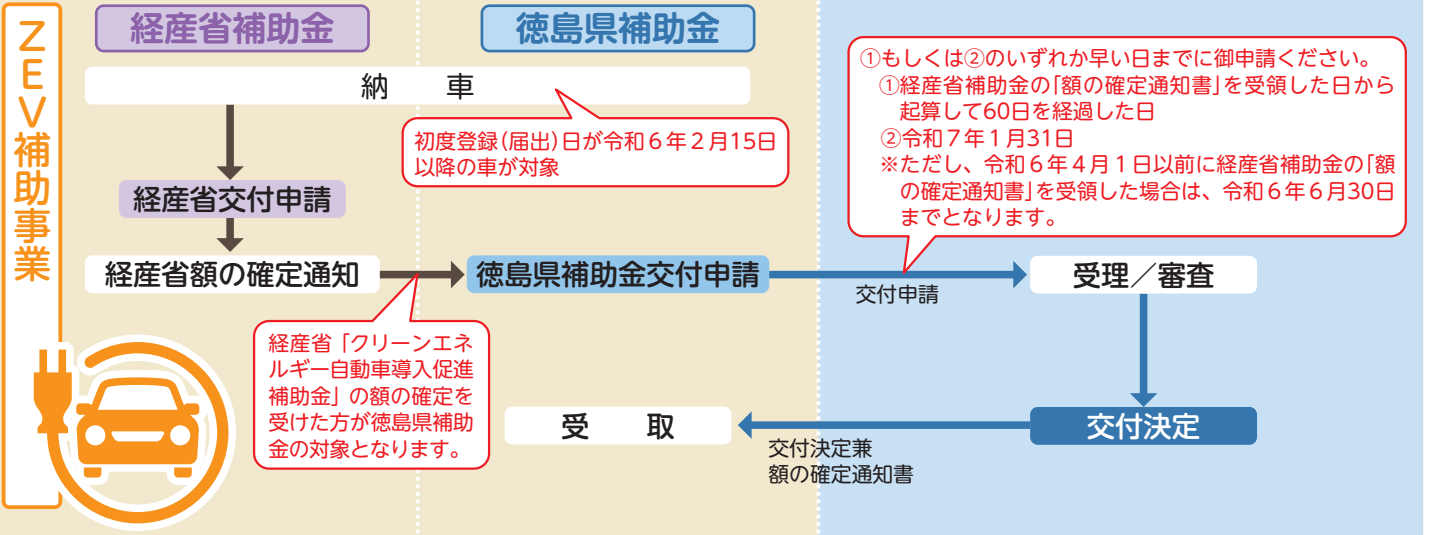 ZEV補助事業
経産省補助金
徳島県補助金
納　車
初度登録（届出）日が令和６年２月15日
以降の車が対象
①もしくは②のいずれか早い日までに御申請ください。
①経産省補助金の「額の確定通知書」を受領した日から
起算して60日を経過した日
②令和７年１月31日
※ただし、令和６年４月１日以前に経産省補助金の「額
の確定通知書」を受領した場合は、令和６年６月30日
までとなります。
経産省交付申請
経産省額の確定通知
徳島県補助金交付申請
交付申請
受理／審査
経産省「クリーンエネ
ルギー自動車導入促進
補助金」の額の確定を
受けた方が徳島県補助
金の対象となります。
受　取
交付決定兼
額の確定通知書
交付決定